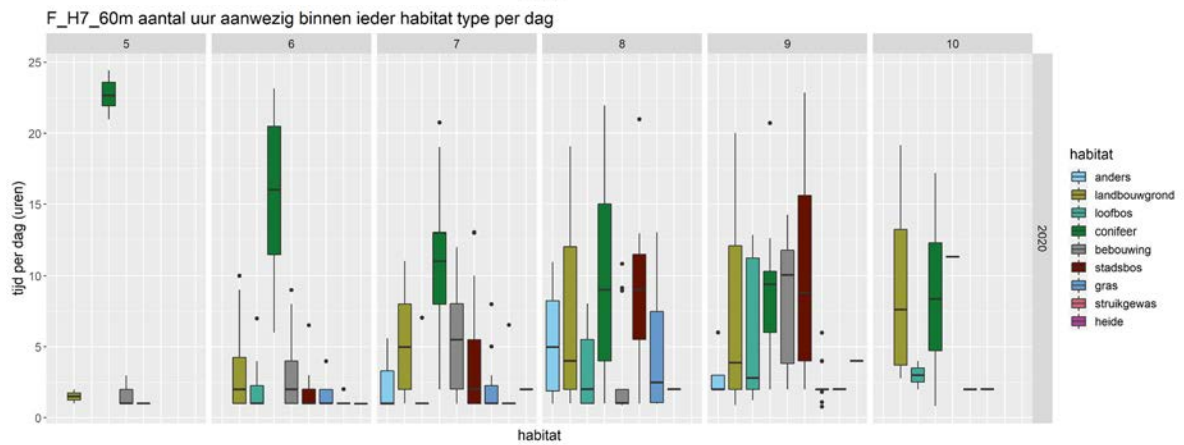 F_H7_60m aantal uur aanwezig binnen ieder habitat type per dag
5 6 7 8 9 10
25
20
15
10
5
0
tijd per dag (uren)
habitat
2020
habitat
anders
landbouwgrond
loofbos
conifeer
bebouwing
stadsbos
gras
struikgewas
heide